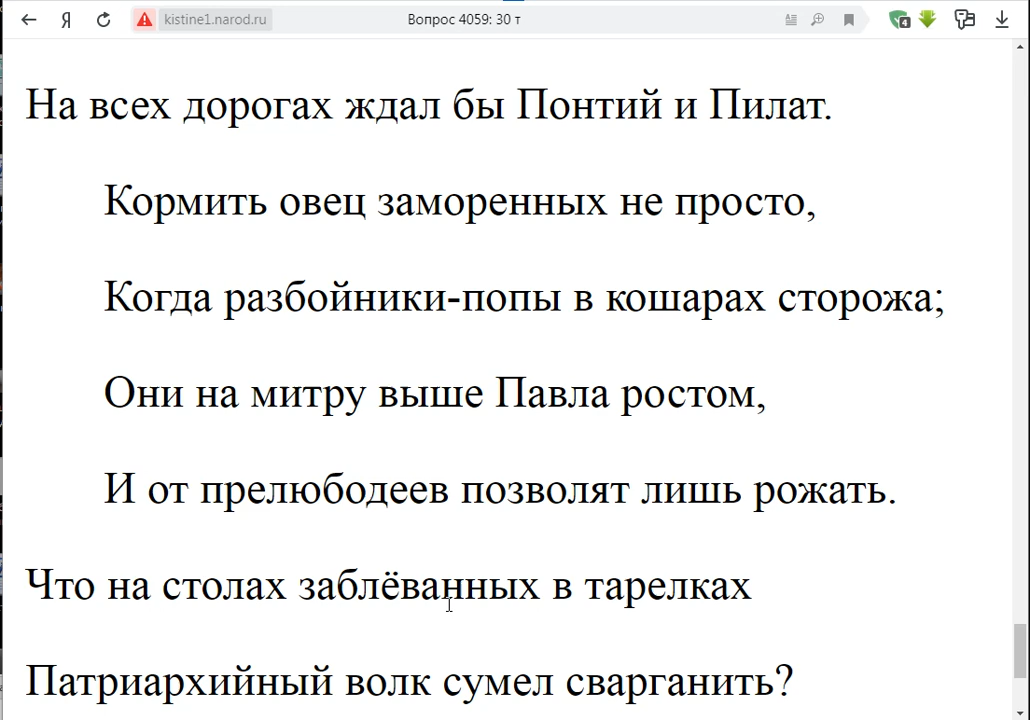 kistine1.narod.ru
Вопрос 4059: 30 т
4
На всех дорогах ждал бы Понтий и Пилат.
Кормить овец заморенных не просто,
Когда разбойники-попы в кошарах сторожа;
Они на митру выше Павла ростом,
И от прелюбодеев позволят лишь рожать.
Что на столах заблёванных в тарелках
Патриархийный волк сумел сварганить?